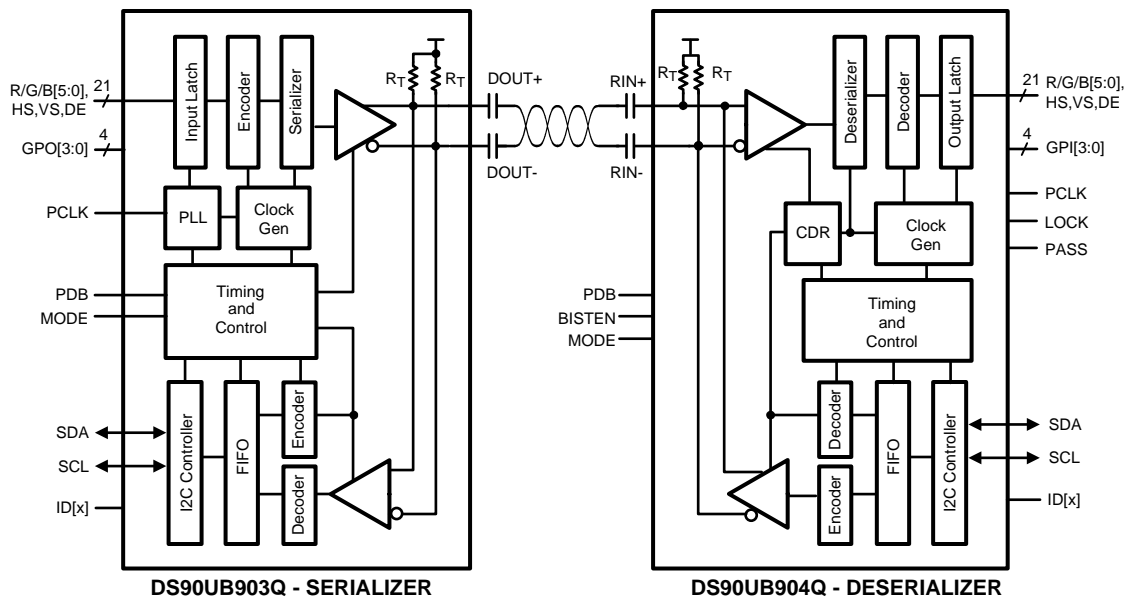 R/G/B[5:0],
HS,VS,DE
21
GPO[3:0]
4
PCLK
PDB
MODE
SDA
SCL
ID[x]
Input Latch
Encoder
Serializer
PLL
Clock
Gen
Timing
and
Control
I2C Controller
FIFO
Encoder
Decoder
RT
RT
DOUT+
DOUT-
RIN+
RIN-
RT
RT
PDB
BISTEN
MODE
Deserializer
Decoder
Output Latch
CDR
Clock
Gen
Timing
and
Control
Decoder
Encoder
FIFO
I2C Controller
21
R/G/B[5:0],
HS,VS,DE
4
GPI[3:0]
PCLK
LOCK
PASS
SDA
SCL
ID[x]
DS90UB903Q - SERIALIZER
DS90UB904Q - DESERIALIZER